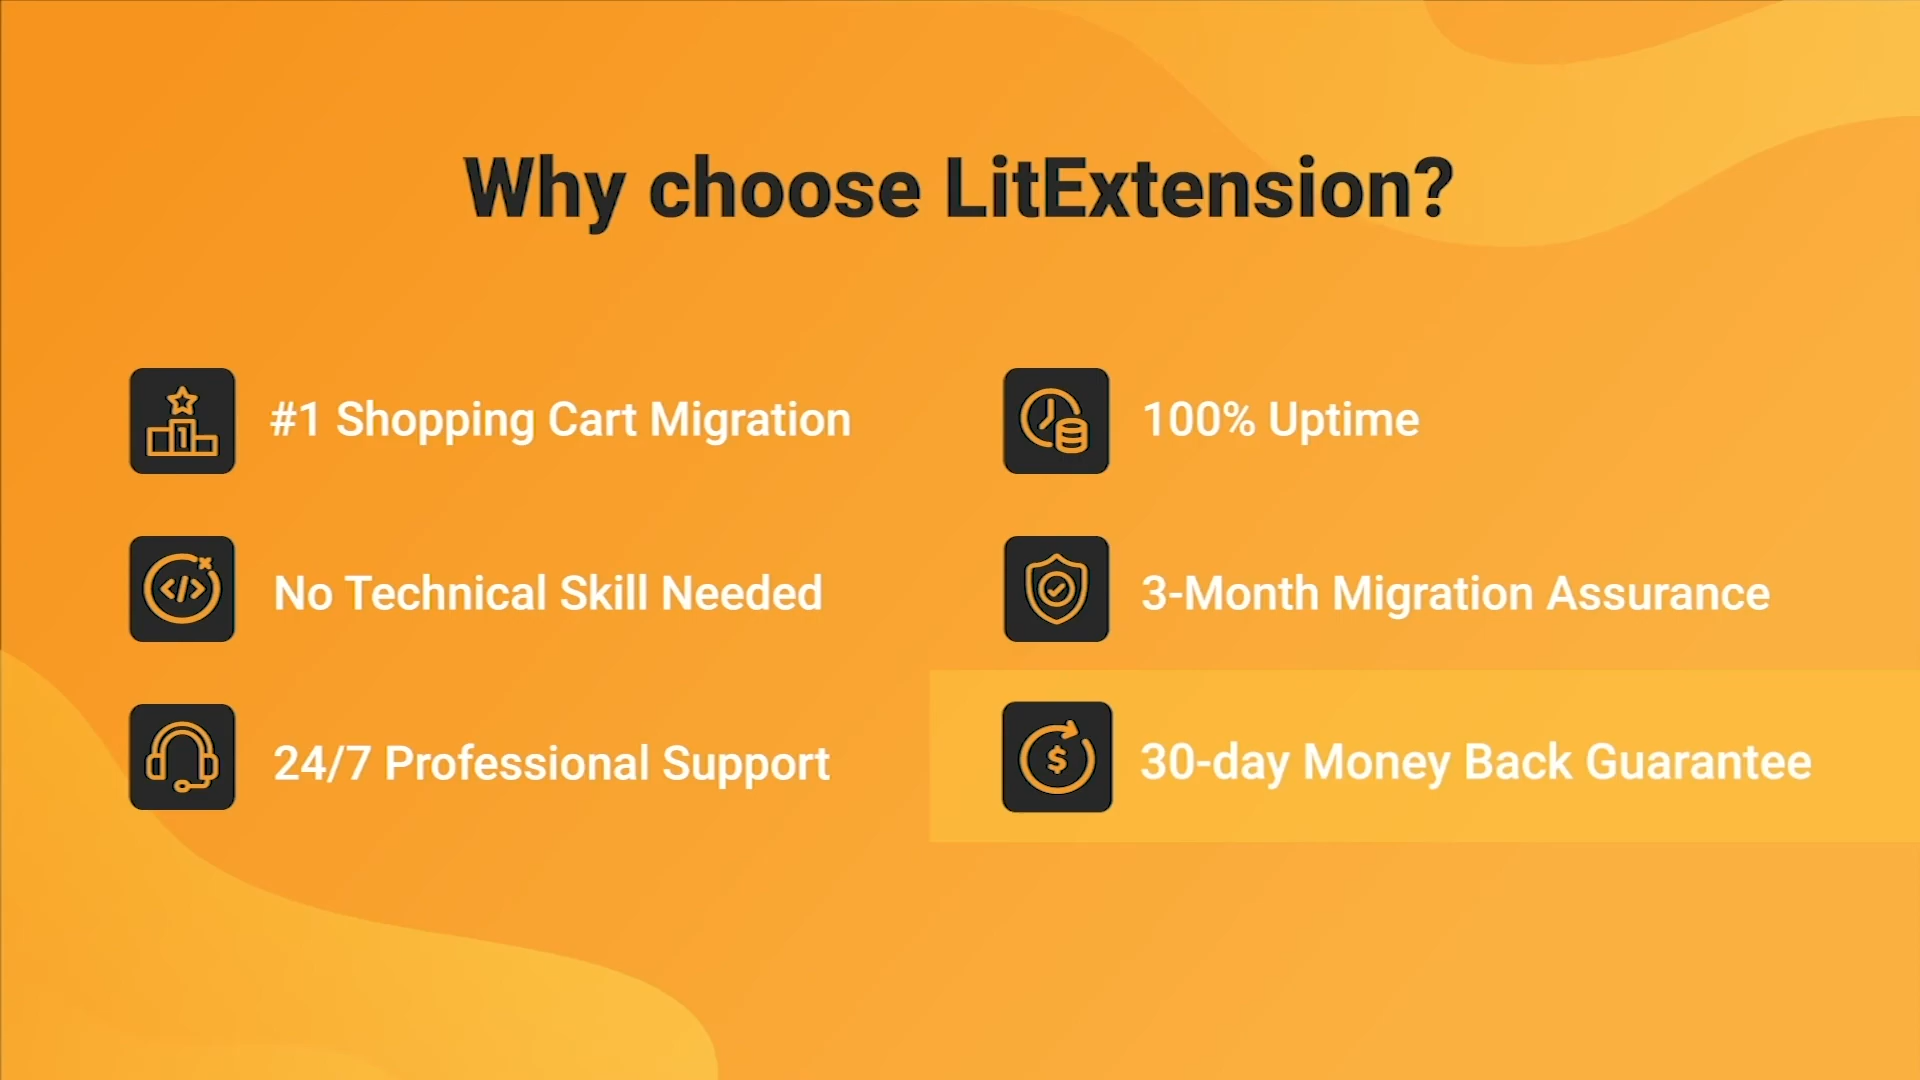 Why choose LitExtension?
#1 Shopping Cart Migration
No Technical Skill Needed
24/7 Professional Support
100% Uptime
3-Month Migration Assurance
30-day Money Back Guarantee